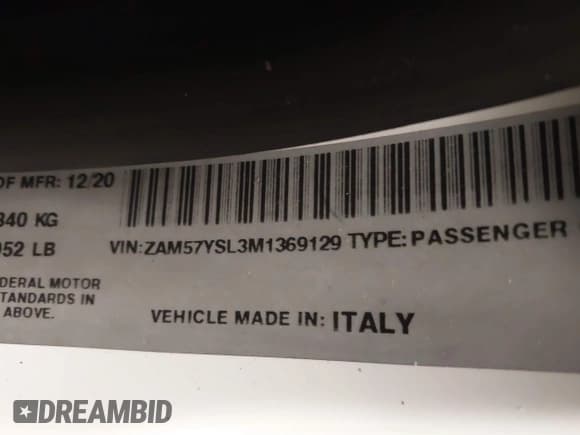 OF MFR: 12/20
340 KG
952 LB
VIN:ZAM57YSL3M1369129 TYPE:PASSENGER
DERAL MOTOR
STANDARDS IN
ABOVE.
VEHICLE MADE IN: ITALY
DREAMBID